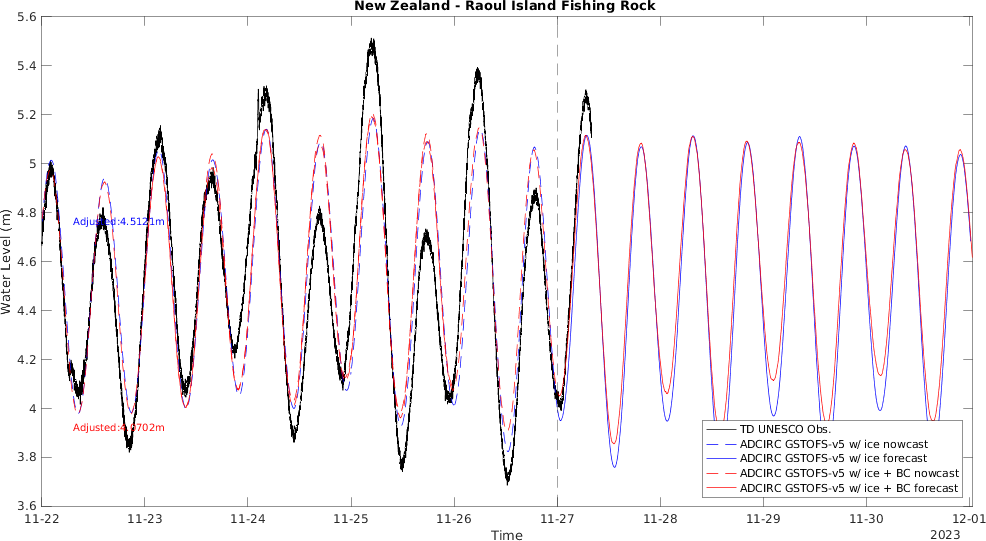 New Zealand - Raoul Island Fishing Rock
5.6
5.4
5.2
5
4.8
4.6
4.4
4.2
4
3.8
3.6
Water Level (m)
Adjusted:4.5121m
Adjusted:4.0702m
TD UNESCO Obs.
ADCIRC GSTOFS-v5 w/ ice nowcast
ADCIRC GSTOFS-v5 w/ ice forecast
ADCIRC GSTOFS-v5 w/ ice + BC nowcast
ADCIRC GSTOFS-v5 w/ ice + BC forecast
11-22 11-23 11-24 11-25 11-26 11-27 11-28 11-29 11-30 12-01
Time
2023